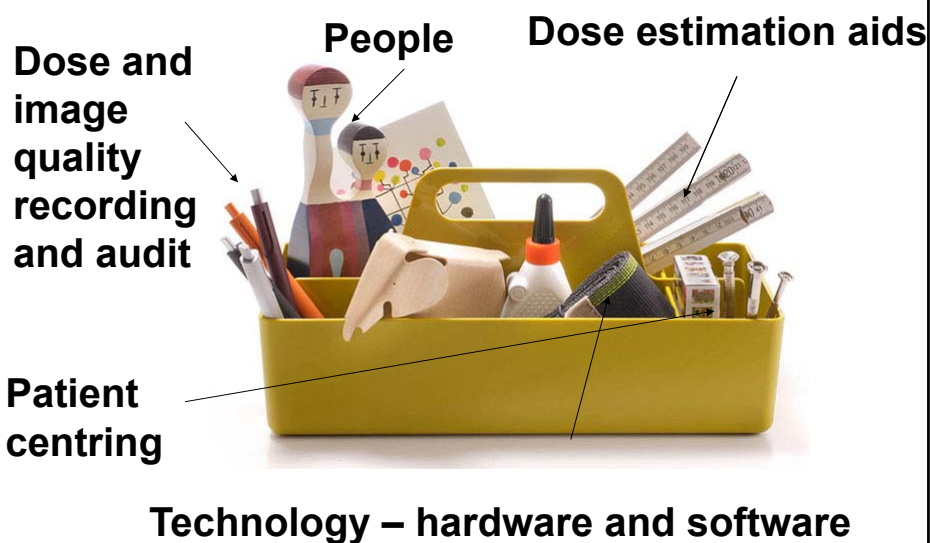 People
Dose estimation aids
Dose and
image
quality
recording
and audit
Patient
centring
Technology – hardware and software